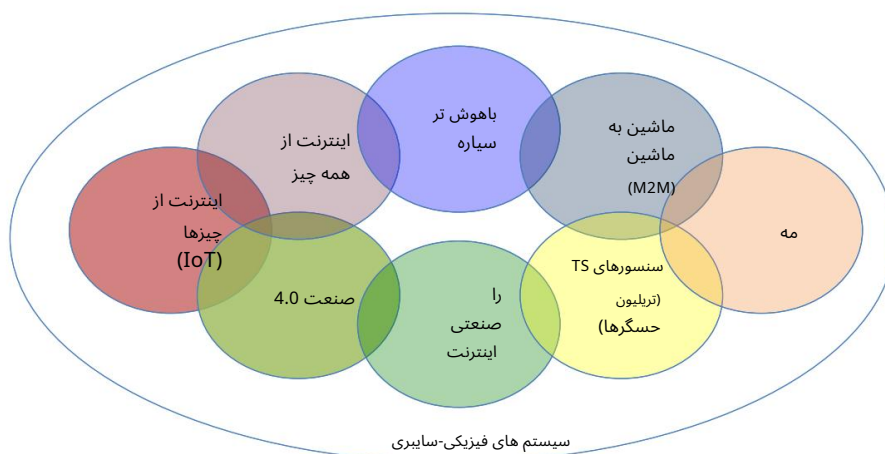 باهوش تر
سیاره
ماشین به
ماشین
(M2M)
اینترنت از
همه چیز
اینترنت از
چیزها
(IoT)
مه
صنعت 4.0
را
صنعتی
اینترنت
سنسورهای TS
(تریلیون
حسگرها)
سیستم های فیزیکی-سایبری